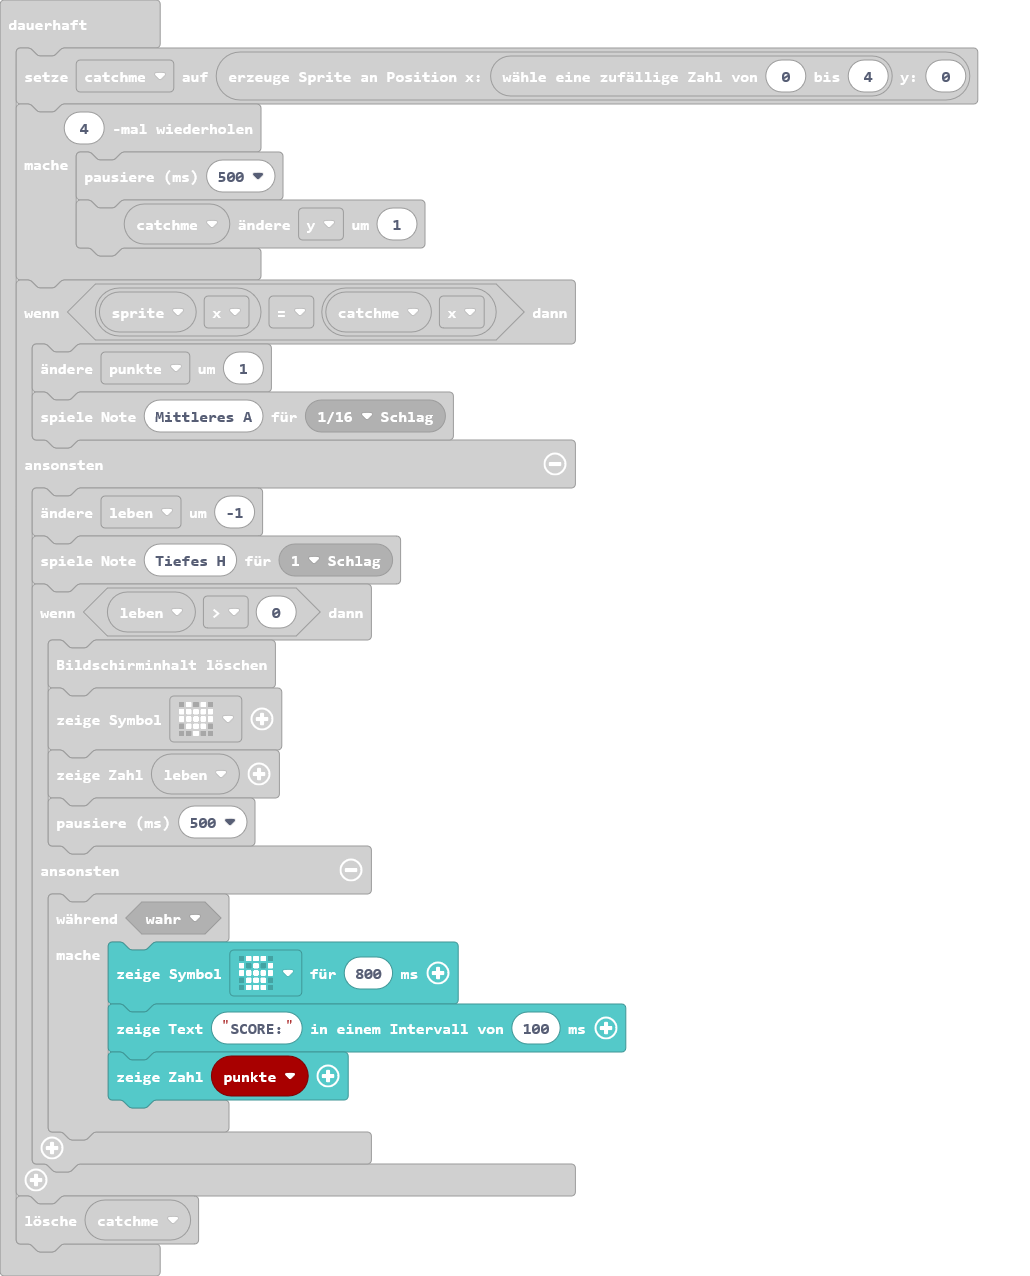 dauerhaft
setze catchme auf erzeuge Sprite an Position x: wähle eine zufällige Zahl von 0 bis 4 y: 0
4 -mal wiederholen
mache
pausiere (ms) 500
catchme ändere y um 1
wenn sprite x = catchme x dann
ändere punkte um 1
spiele Note Mittleres A für 1/16 Schlag
ansonsten
ändere leben um -1
spiele Note Tiefes H für 1 Schlag
wenn leben > 0 dann
Bildschirminhalt löschen
zeige Symbol
zeige Zahl leben
pausiere (ms) 500
ansonsten
während wahr
mache
zeige Symbol für 800 ms
zeige Text "SCORE:" in einem Intervall von 100 ms
zeige Zahl punkte
lösche catchme